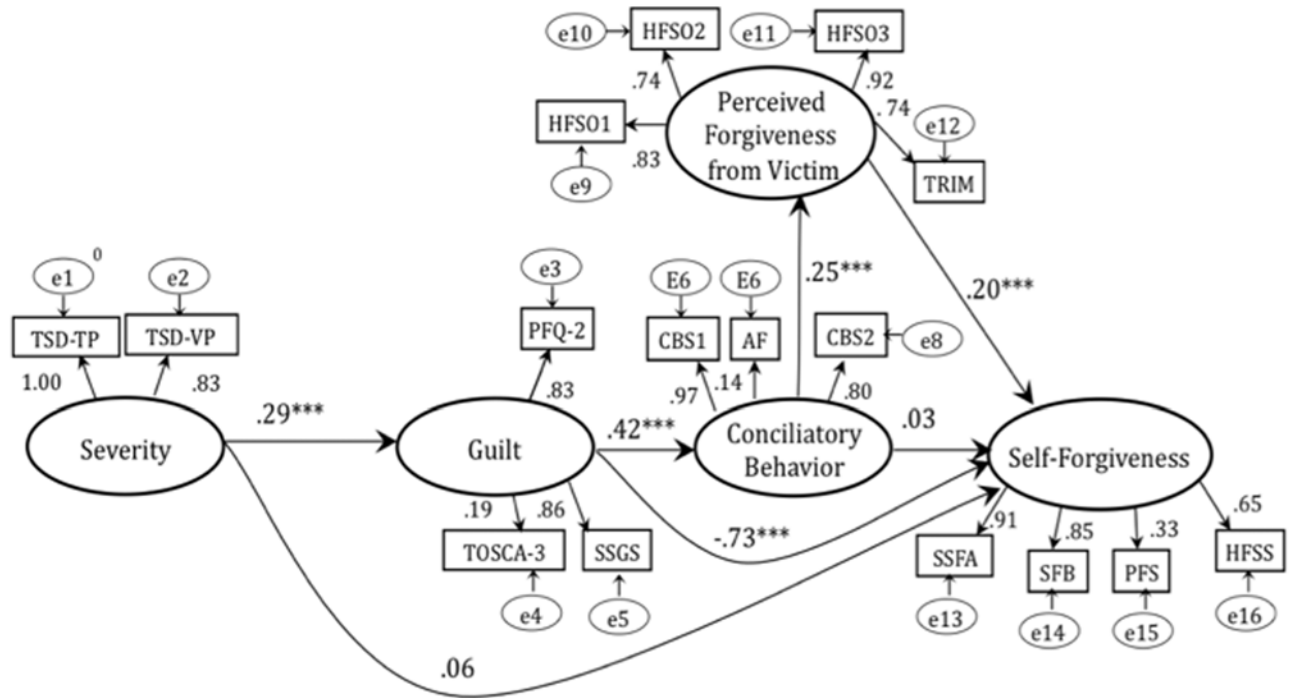 e10
HFSO2
e11
HFSO3
.74
.92
Perceived
Forgiveness
from Victim
.74
e12
HFSO1
.83
e9
TRIM
0
e1
e2
e3
E6
E6
.25***
.20***
TSD-TP
TSD-VP
PFQ-2
CBS1
AF
CBS2
e8
1.00
.83
.83
.97
.14
.80
Severity
.29***
Guilt
.42***
Conciliatory
Behavior
.03
Self-Forgiveness
.19
.86
-.73***
.91
.85
.33
.65
TOSCA-3
SSGS
SSFA
SFB
PFS
HFSS
e4
e5
e13
e14
e15
e16
.06